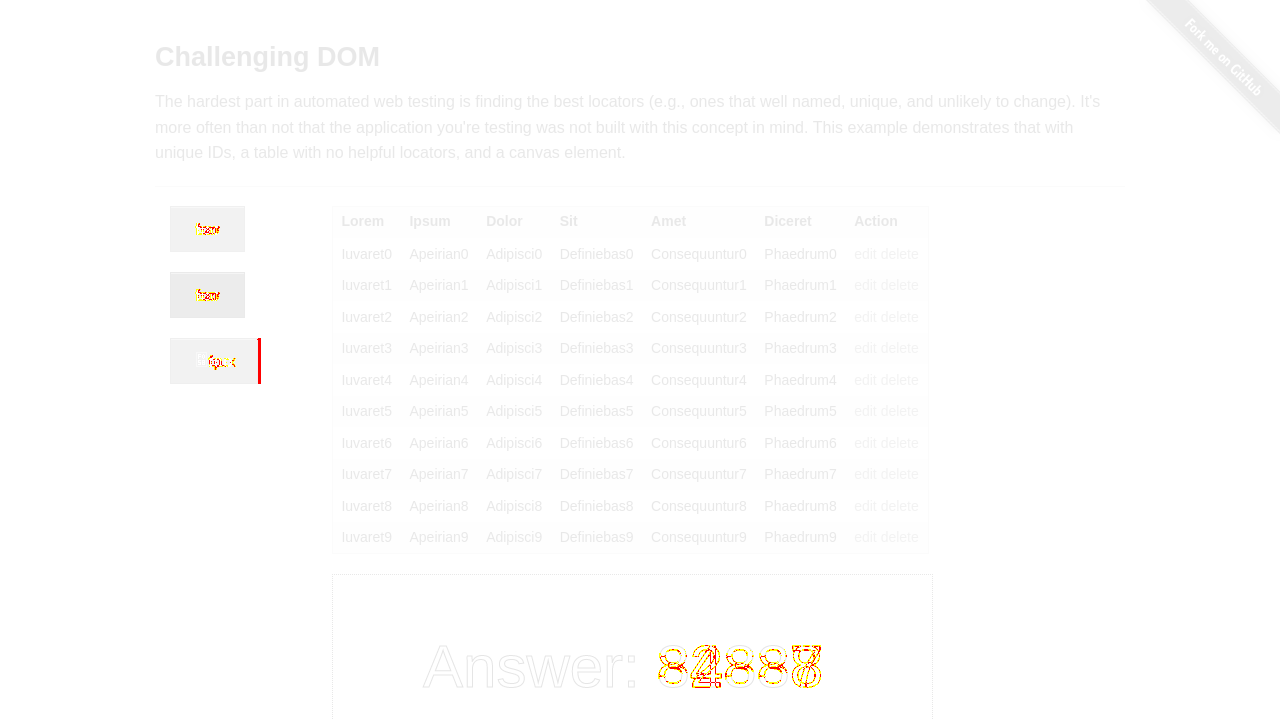 Fork me on GitHub
Challenging DOM
The hardest part in automated web testing is finding the best locators (e.g., ones that well named, unique, and unlikely to change). It's
more often than not that the application you're testing was not built with this concept in mind. This example demonstrates that with
unique IDs, a table with no helpful locators, and a canvas element.
Lorem Ipsum Dolor Sit Amet Diceret Action
Iuvaret0 Apeirian0 Adipisci0 Definiebas0 Consequuntur0 Phaedrum0 edit delete
Iuvaret1 Apeirian1 Adipisci1 Definiebas1 Consequuntur1 Phaedrum1 edit delete
Iuvaret2 Apeirian2 Adipisci2 Definiebas2 Consequuntur2 Phaedrum2 edit delete
Iuvaret3 Apeirian3 Adipisci3 Definiebas3 Consequuntur3 Phaedrum3 edit delete
Iuvaret4 Apeirian4 Adipisci4 Definiebas4 Consequuntur4 Phaedrum4 edit delete
Iuvaret5 Apeirian5 Adipisci5 Definiebas5 Consequuntur5 Phaedrum5 edit delete
Iuvaret6 Apeirian6 Adipisci6 Definiebas6 Consequuntur6 Phaedrum6 edit delete
Iuvaret7 Apeirian7 Adipisci7 Definiebas7 Consequuntur7 Phaedrum7 edit delete
Iuvaret8 Apeirian8 Adipisci8 Definiebas8 Consequuntur8 Phaedrum8 edit delete
Iuvaret9 Apeirian9 Adipisci9 Definiebas9 Consequuntur9 Phaedrum9 edit delete
Answer: